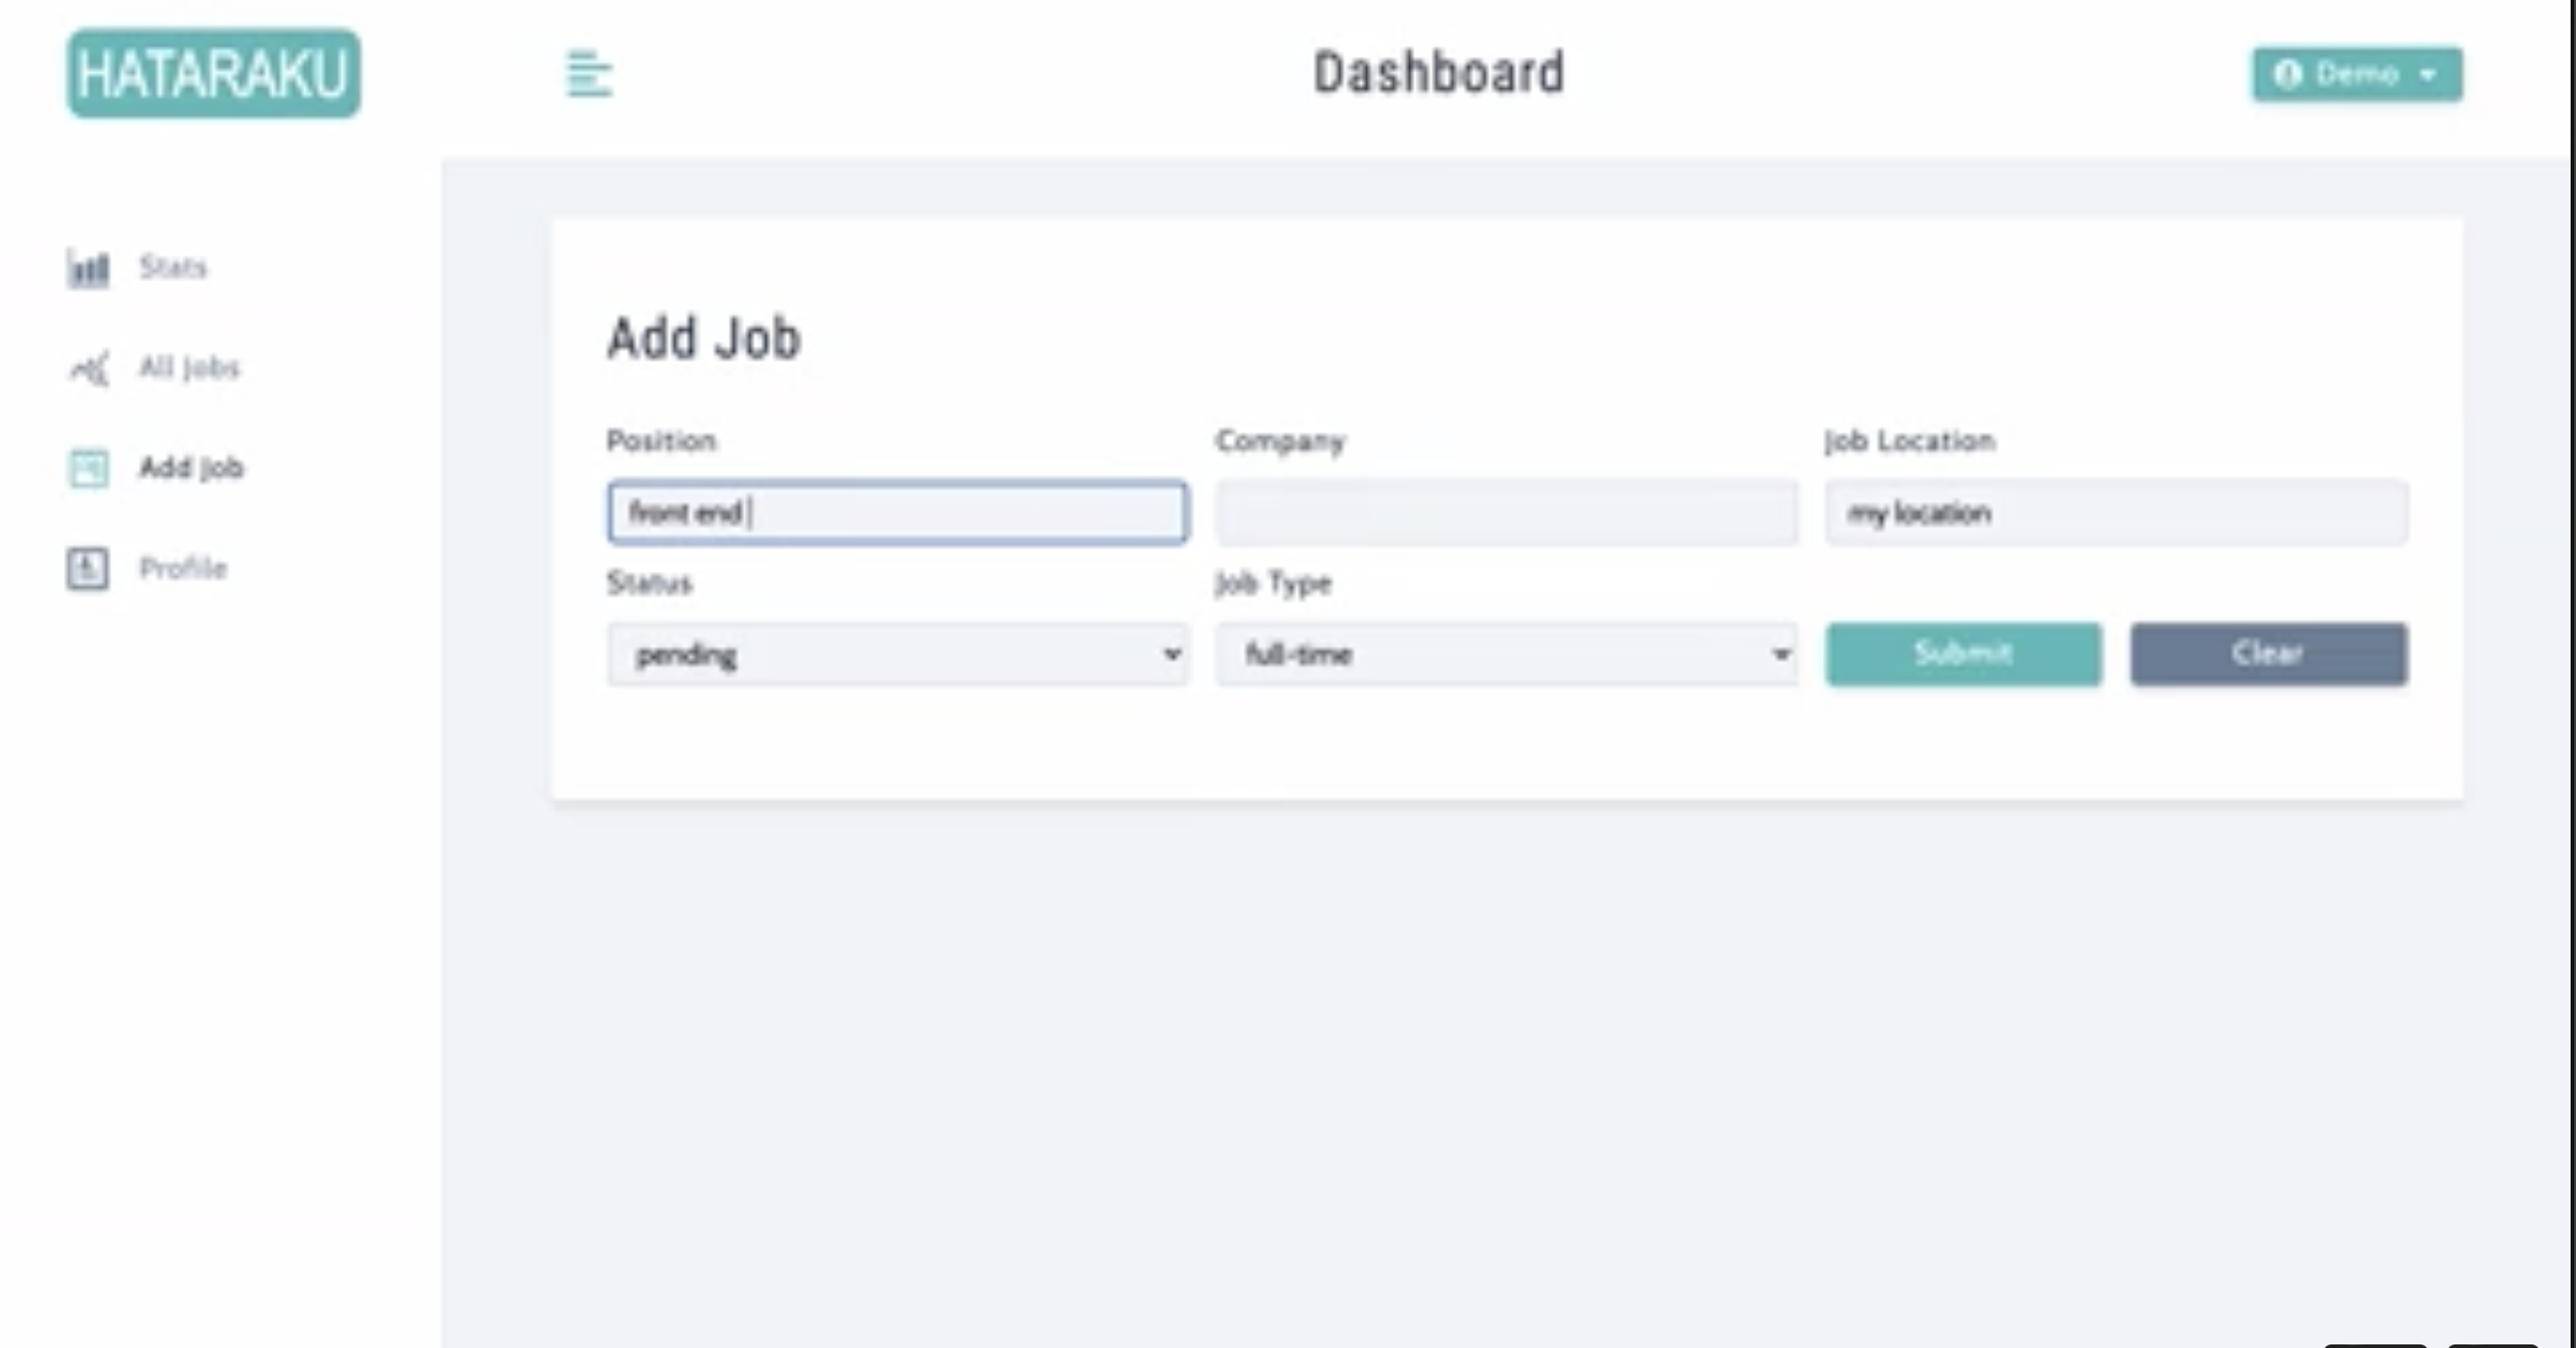 HATARAKU
Dashboard
Demo
Stats
All Jobs
Add Job
Profile
Add Job
Position
Company
Job Location
front end
my location
Status
Job Type
pending
full-time
Submit
Clear